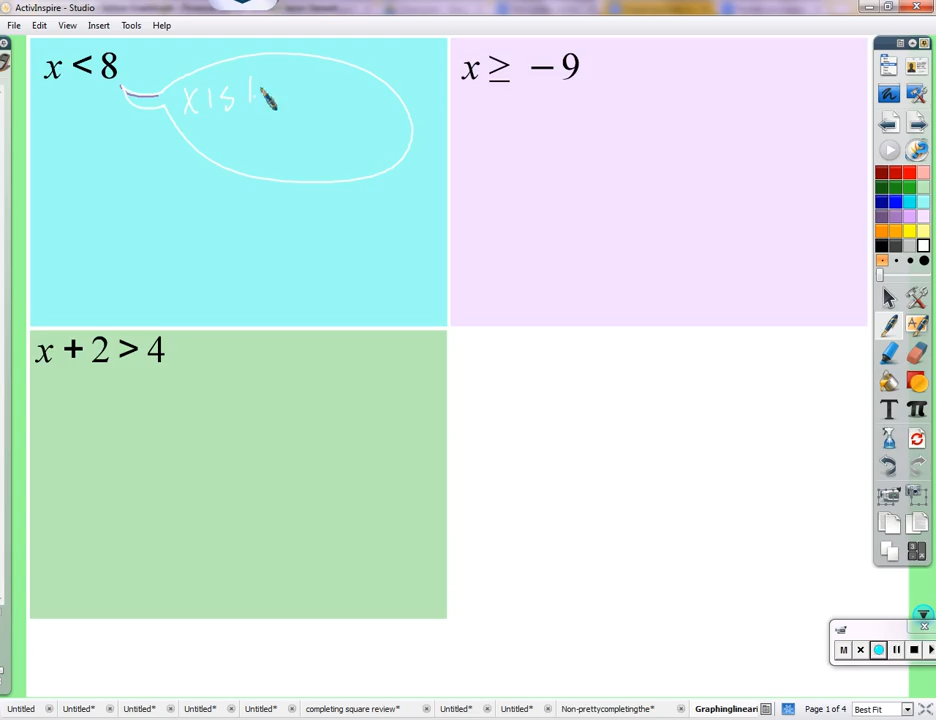 ActivInspire - Studio
File Edit View Insert Tools Help
x < 8
x is
x ≥ − 9
x + 2 > 4
M
Untitled Untitled* Untitled* Untitled* Untitled* completing square review* Untitled* Untitled* Non-prettycompletingthe* Graphinglineari Page 1 of 4 Best Fit